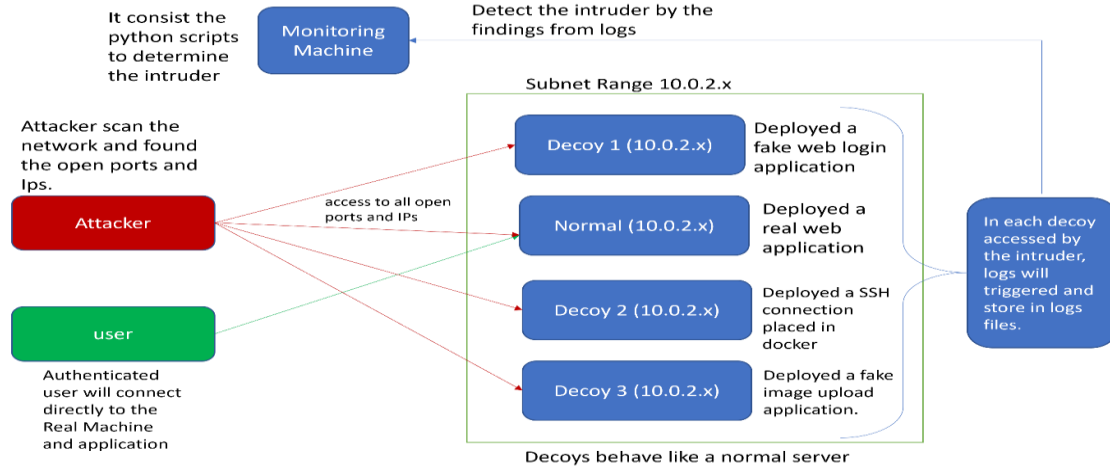 It consist the
python scripts
to determine
the intruder
Monitoring
Machine
Detect the intruder by the
findings from logs
Subnet Range 10.0.2.x
Attacker scan the
network and found
the open ports and
Ips.
Attacker
access to all open
ports and IPs
Decoy 1 (10.0.2.x)
Deployed a
fake web login
application
Normal (10.0.2.x)
Deployed a
real web
application
In each decoy
accessed by
the intruder,
logs will
triggered and
store in logs
files.
user
Authenticated
user will connect
directly to the
Real Machine
and application
Decoy 2 (10.0.2.x)
Deployed a SSH
connection
placed in
docker
Decoy 3 (10.0.2.x)
Deployed a fake
image upload
application.
Decoys behave like a normal server